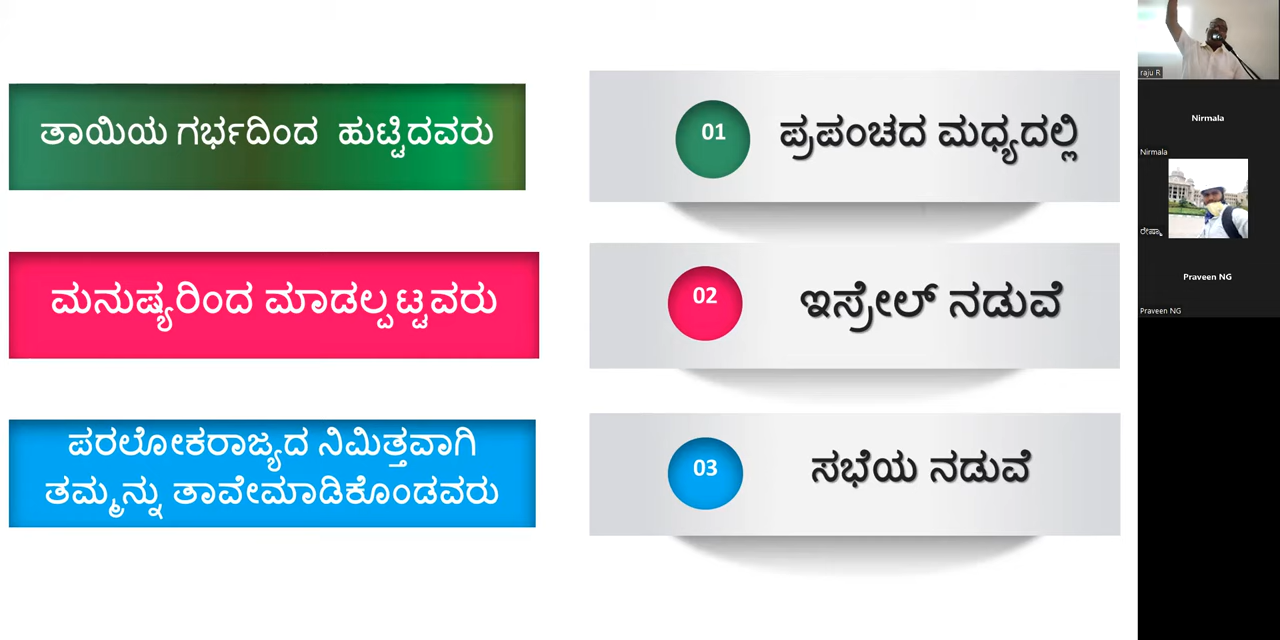 ತಾಯಿಯ ಗರ್ಭದಿಂದ ಹುಟ್ಟಿದವರು
01
ಪ್ರಪಂಚದ ಮಧ್ಯದಲ್ಲಿ
ಮನುಷ್ಯರಿಂದ ಮಾಡಲ್ಪಟ್ಟವರು
02
ಇಸ್ರೇಲ್ ನಡುವೆ
ಪರಲೋಕರಾಜ್ಯದ ನಿಮಿತ್ತವಾಗಿ
ತಮ್ಮನ್ನು ತಾವೇಮಾಡಿಕೊಂಡವರು
03
ಸಭೆಯ ನಡುವೆ
raju R
Nirmala
Nirmala
Praveen NG
Praveen NG